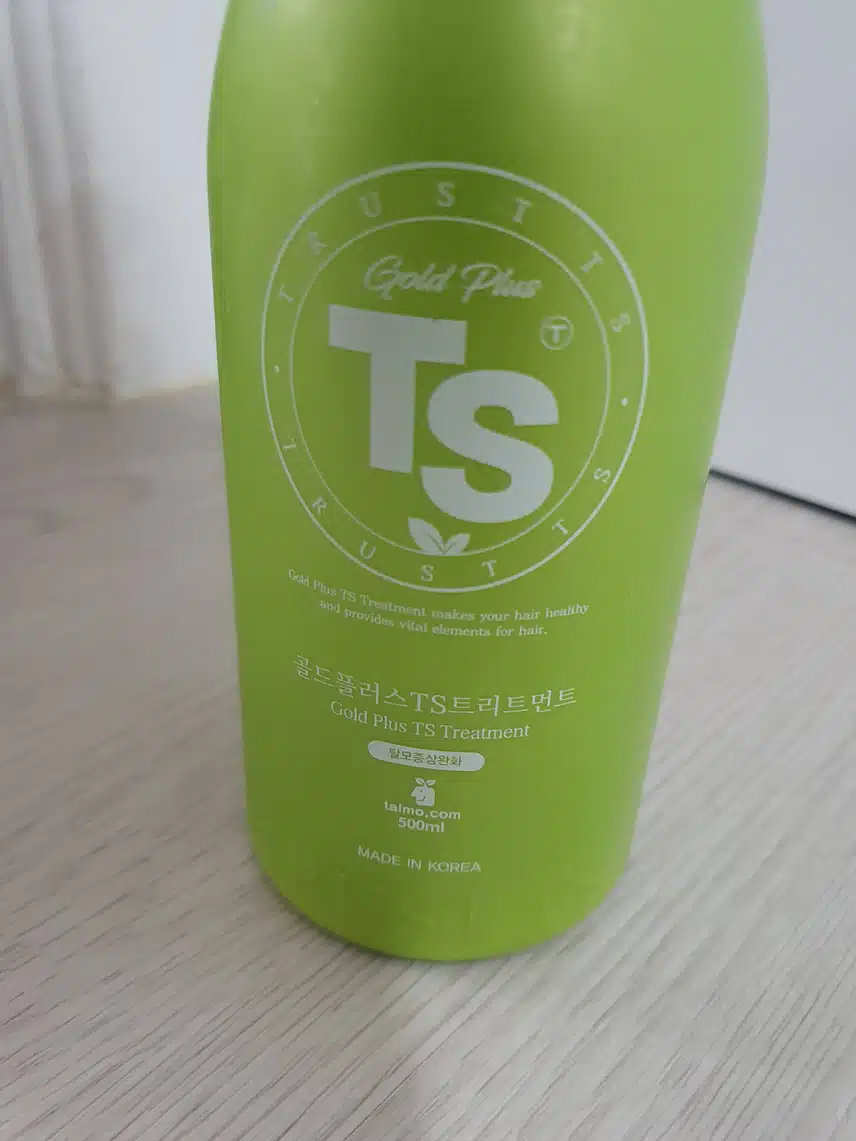 TRUST TS
Gold Plus
TS
T
TRUST TS
Gold Plus TS Treatment makes your hair healthy
and provides vital elements for hair.
골드플러스TS트리트먼트
Gold Plus TS Treatment
탈모증상완화
talmo.com
500ml
MADE IN KOREA